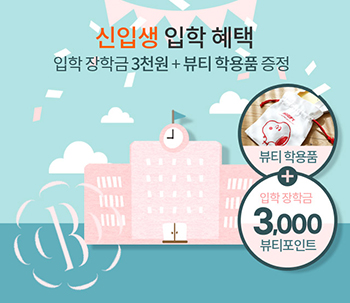 신입생 입학 혜택
입학 장학금 3천원 + 뷰티 학용품 증정
뷰티 학용품
+
입학 장학금
3,000
뷰티포인트
B